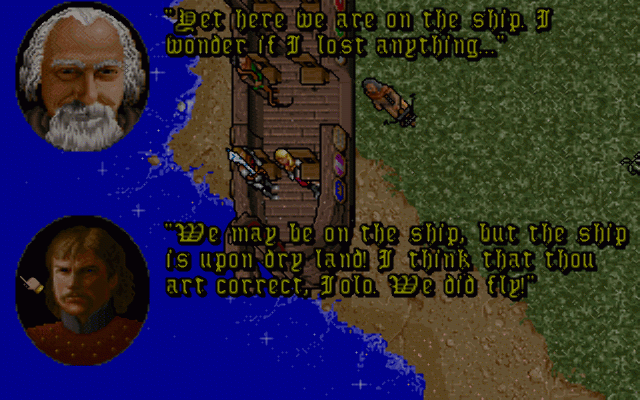 "Yet here we are on the ship. I
wonder if I lost anything..."
"We may be on the ship, but the ship
is upon dry land! I think that thou
art correct, Iolo. We did fly!"